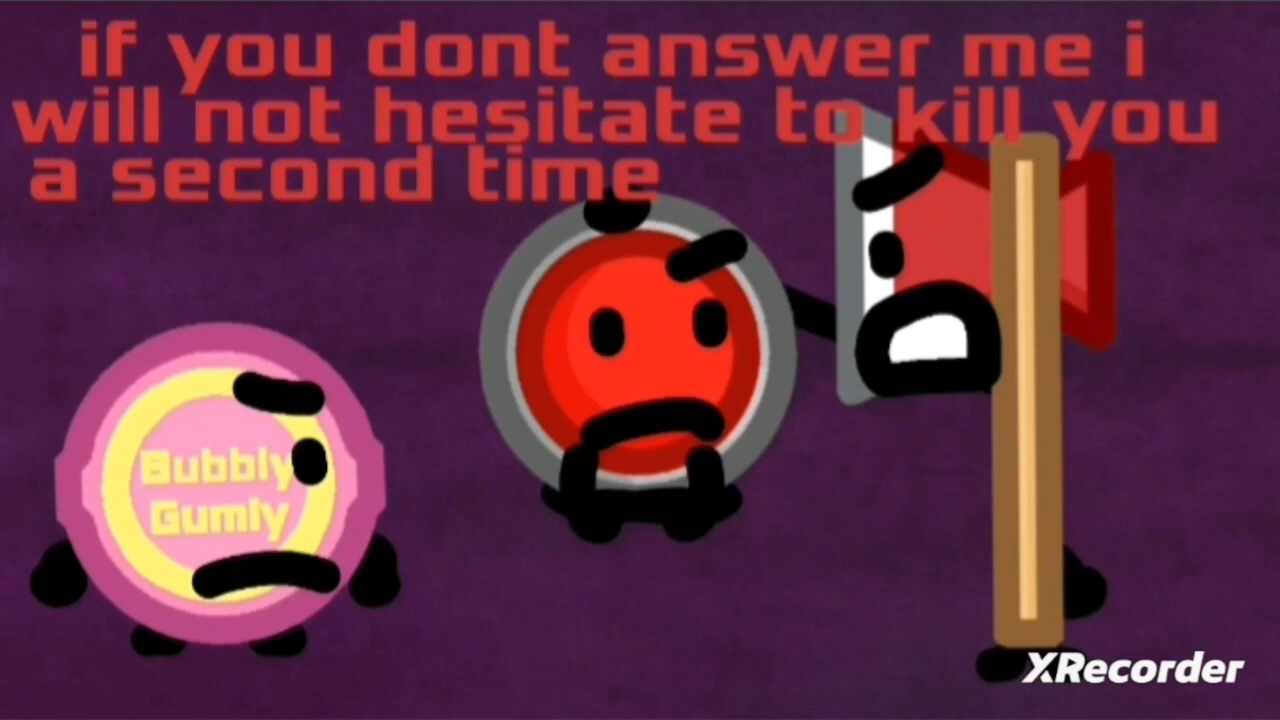 if you dont answer me i
will not hesitate to kill you
a second time
Bubbly
Gumly
XRecorder